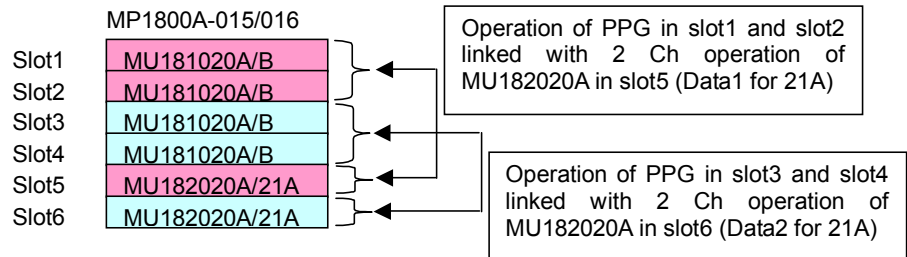 MP1800A-015/016
Slot1 MU181020A/B
Slot2 MU181020A/B
Slot3 MU181020A/B
Slot4 MU181020A/B
Slot5 MU182020A/21A
Slot6 MU182020A/21A
Operation of PPG in slot1 and slot2
linked with 2 Ch operation of
MU182020A in slot5 (Data1 for 21A)
Operation of PPG in slot3 and slot4
linked with 2 Ch operation of
MU182020A in slot6 (Data2 for 21A)